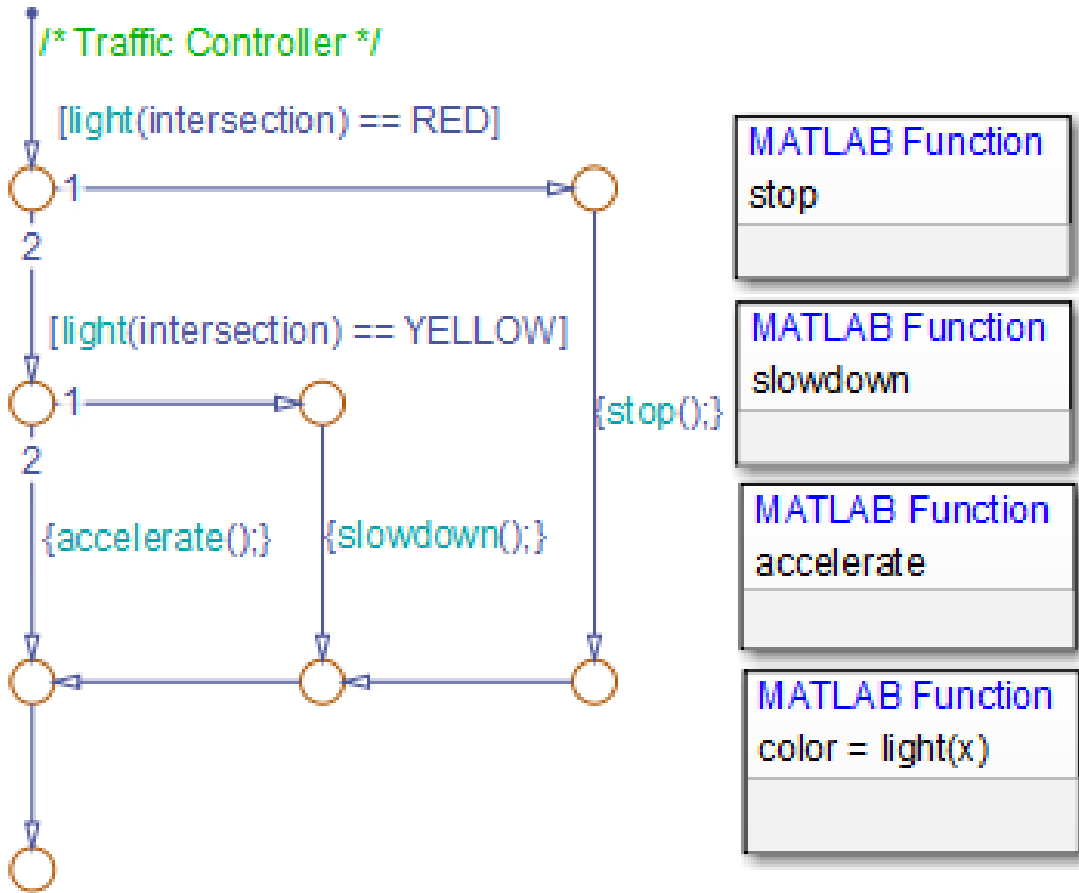 /* Traffic Controller */
[light(intersection) == RED]
1
2
[light(intersection) == YELLOW]
1
2
{stop();}
{accelerate();}
{slowdown();}
MATLAB Function
stop
MATLAB Function
slowdown
MATLAB Function
accelerate
MATLAB Function
color = light(x)